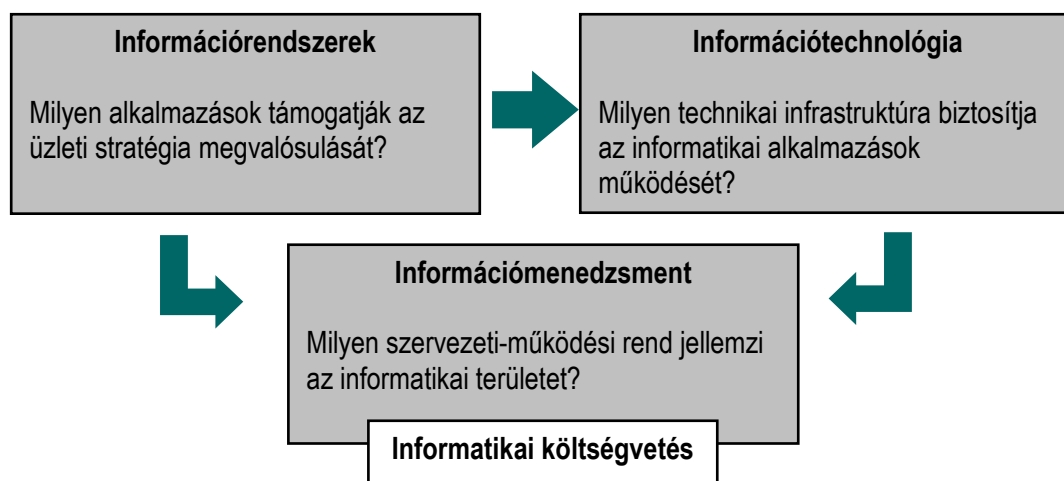 Információrendszerek
Milyen alkalmazások támogatják az
üzleti stratégia megvalósulását?
Információtechnológia
Milyen technikai infrastruktúra biztosítja
az informatikai alkalmazások
működését?
Információmenedzsment
Milyen szervezeti-működési rend jellemzi
az informatikai területet?
Informatikai költségvetés